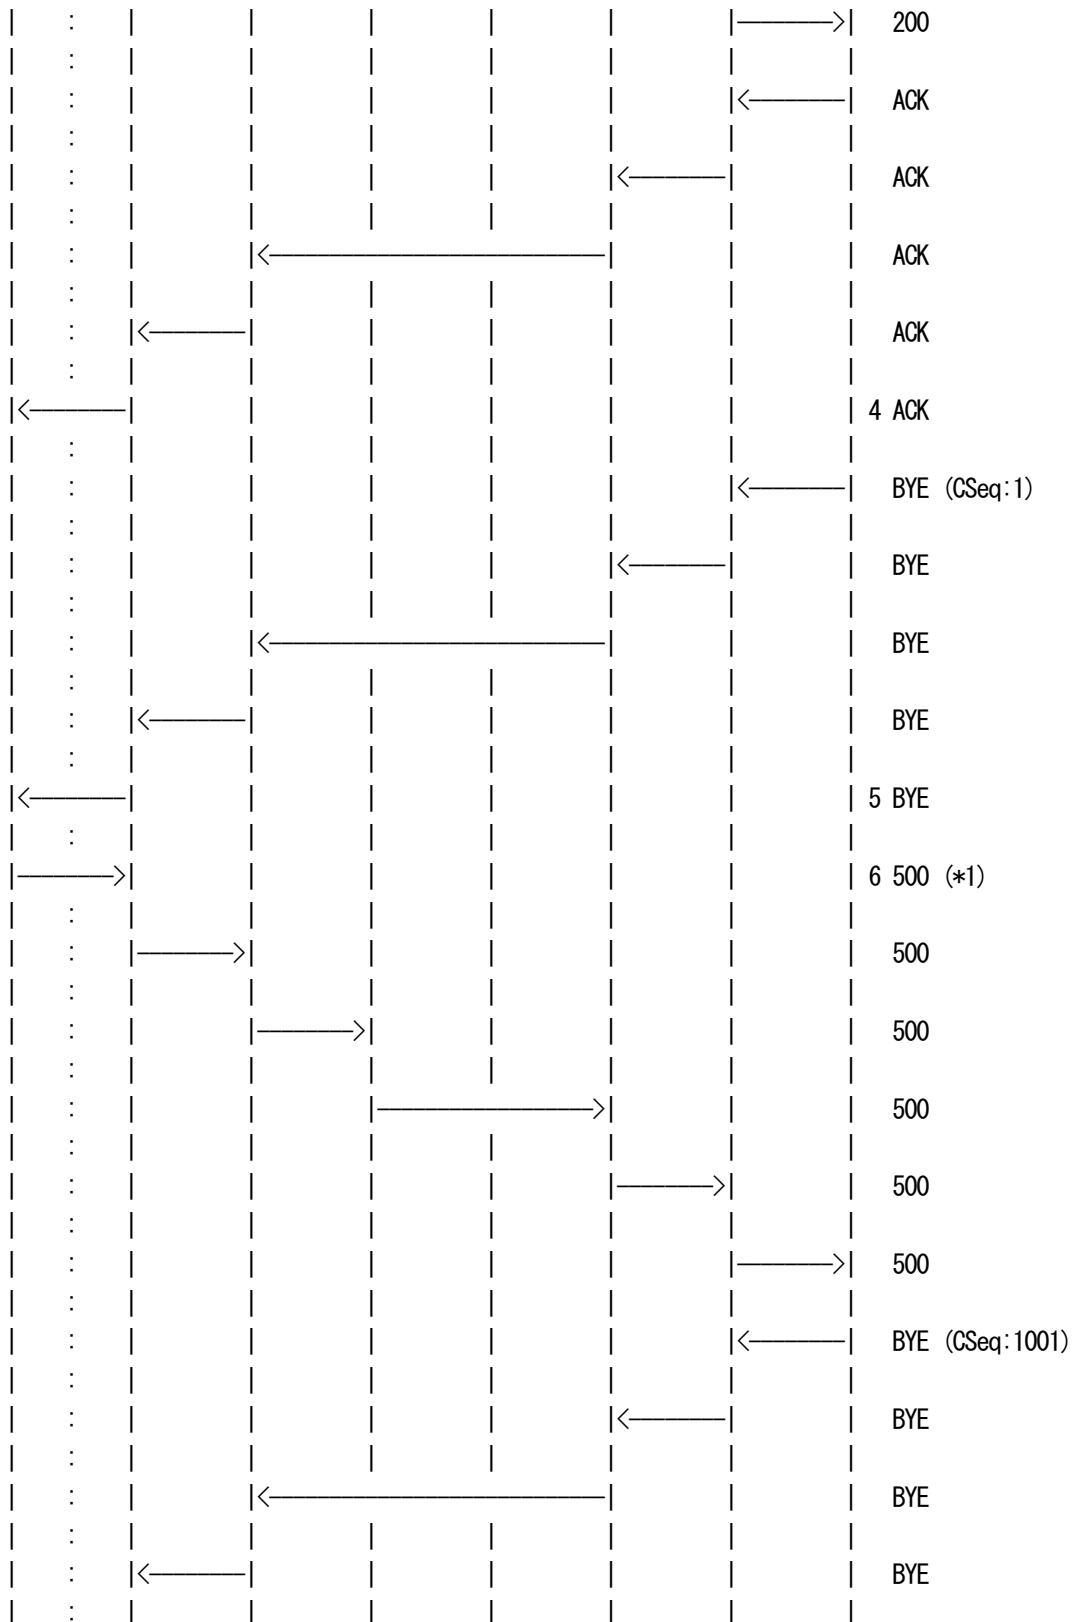 200
ACK
ACK
ACK
ACK
4 ACK
BYE (CSeq:1)
BYE
BYE
BYE
5 BYE
6 500 (*1)
500
500
500
500
500
BYE (CSeq:1001)
BYE
BYE
BYE